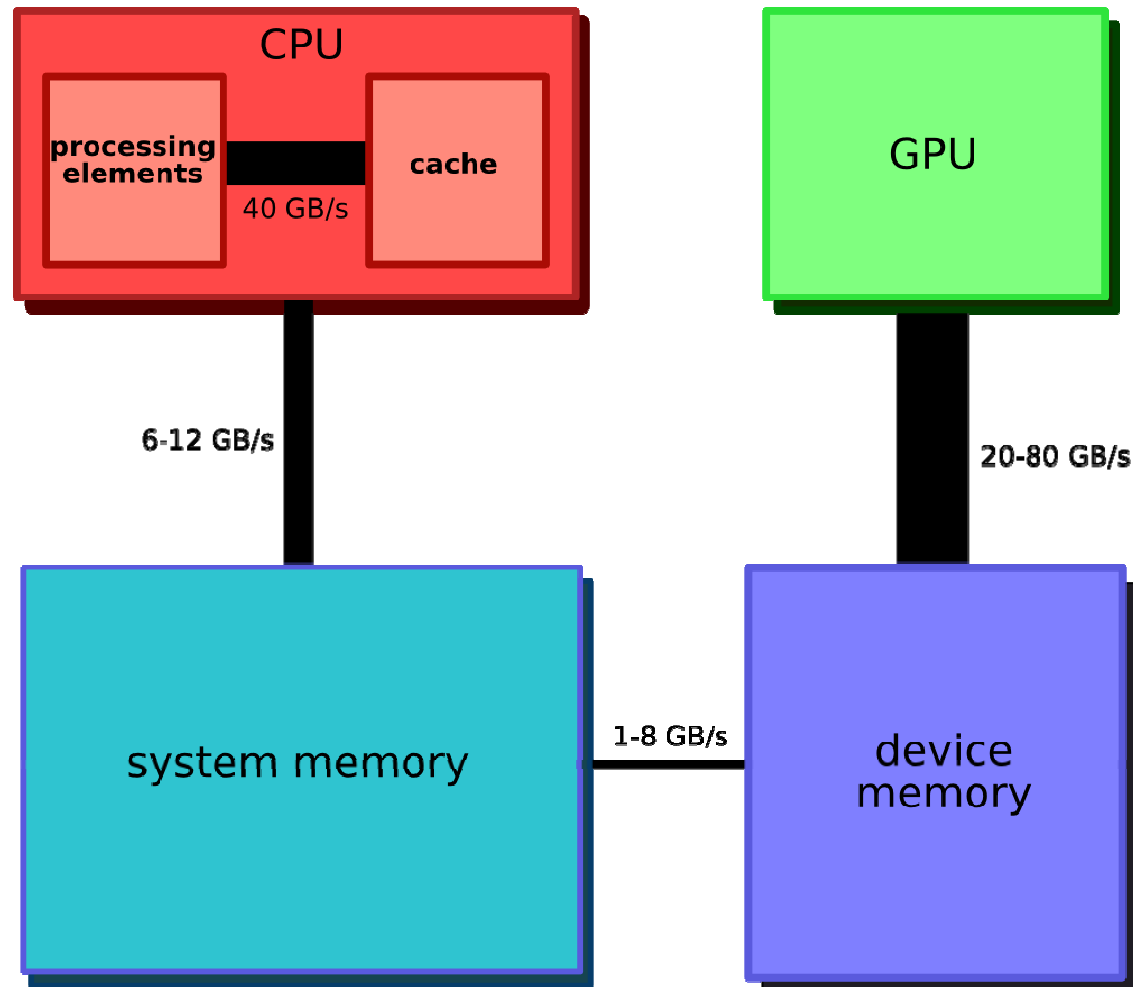 CPU
processing
elements
cache
40 GB/s
GPU
6-12 GB/s
20-80 GB/s
system memory
1-8 GB/s
device
memory